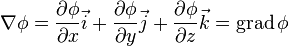 ∇ϕ = ∂ϕ/∂x i⃗ + ∂ϕ/∂y j⃗ + ∂ϕ/∂z k⃗ = grad ϕ